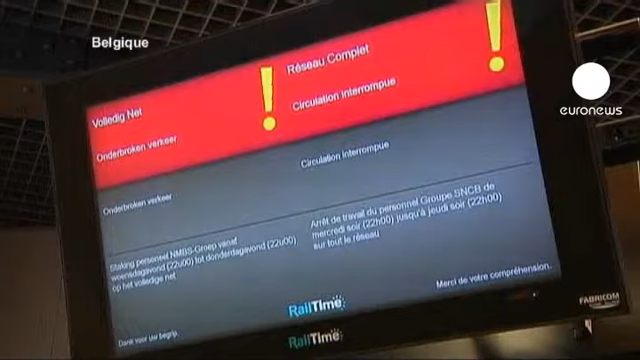 Belgique
euronews
Volledig Net
Onderbroken verkeer
Réseau Complet
Circulation interrompue
Onderbroken verkeer
Circulation interrompue
Staking personeel NMBS-Groep vanaf
woensdagavond (22u00) tot donderdagavond (22u00)
op het volledige net
Arrêt de travail du personnel Groupe SNCB de
mercredi soir (22h00) jusqu'à jeudi soir (22h00)
sur tout le réseau
Dank voor uw begrip.
Merci de votre compréhension.
RailTime
RailTime
FABRICOM